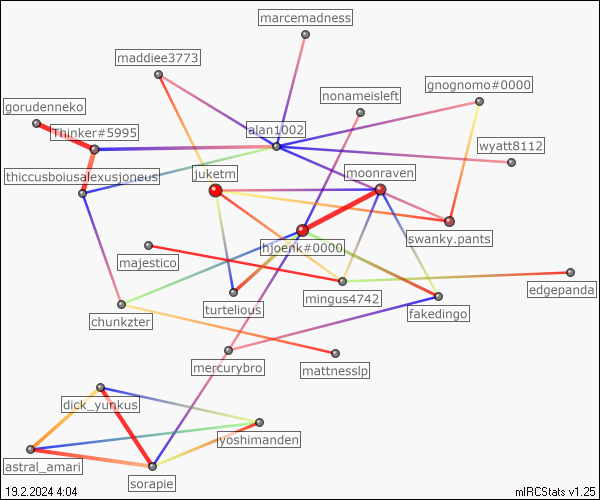 marcemadness
maddiee3773
gnognomo#0000
nonameisleft
gorudenneko
Thinker#5995
alan1002
wyatt8112
juketm
moonraven
thiccusboiusalexusjoneus
swanky.pants
hjoenk#0000
majestico
edgepanda
mingus4742
turtelious
fakedingo
chunkzter
mercurybro
mattnesslp
dick_yunkus
yoshimanden
astral_amari
sorapie
19.2.2024 4:04
mIRCStats v1.25